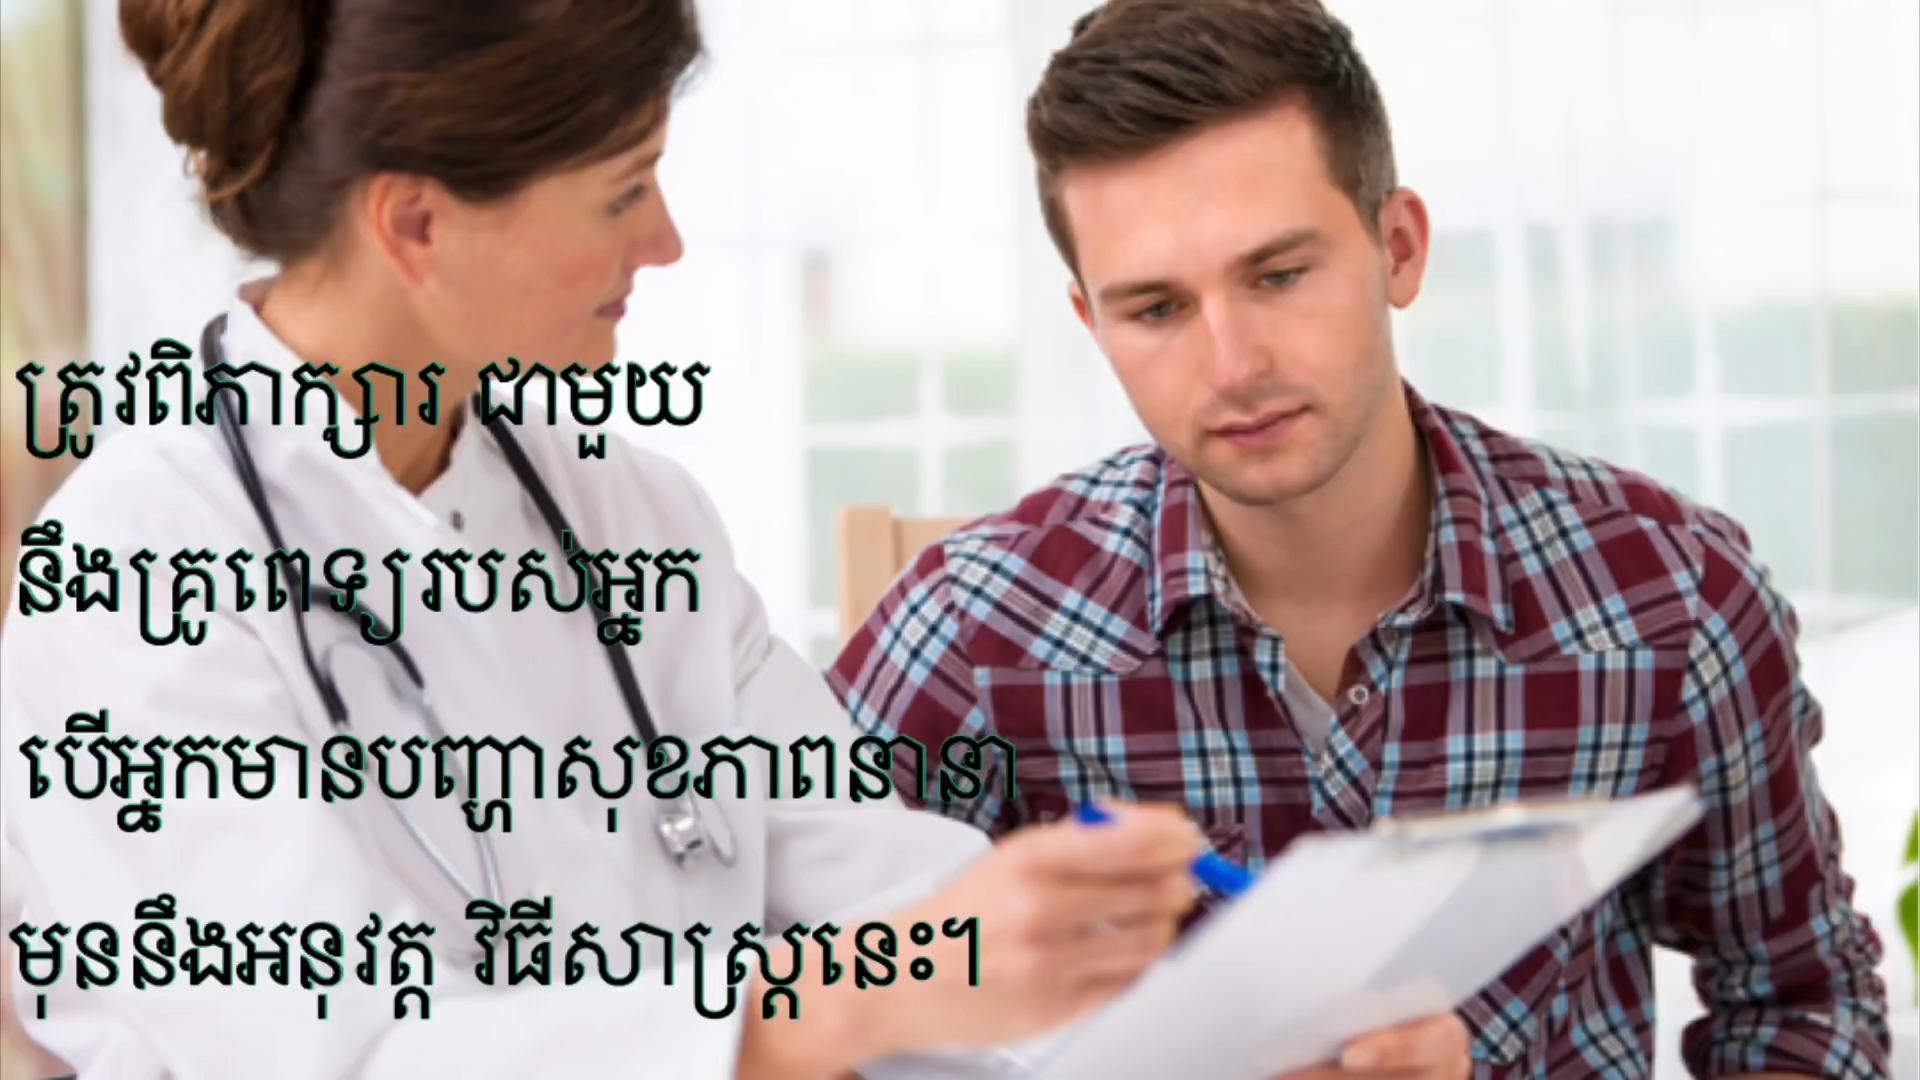 ត្រូវពិភាក្សារ ជាមួយ
នឹងគ្រូពេទ្យរបស់អ្នក
បើអ្នកមានបញ្ហាសុខភាពនានា
មុននឹងអនុវត្ត វិធីសាស្ត្រនេះ។